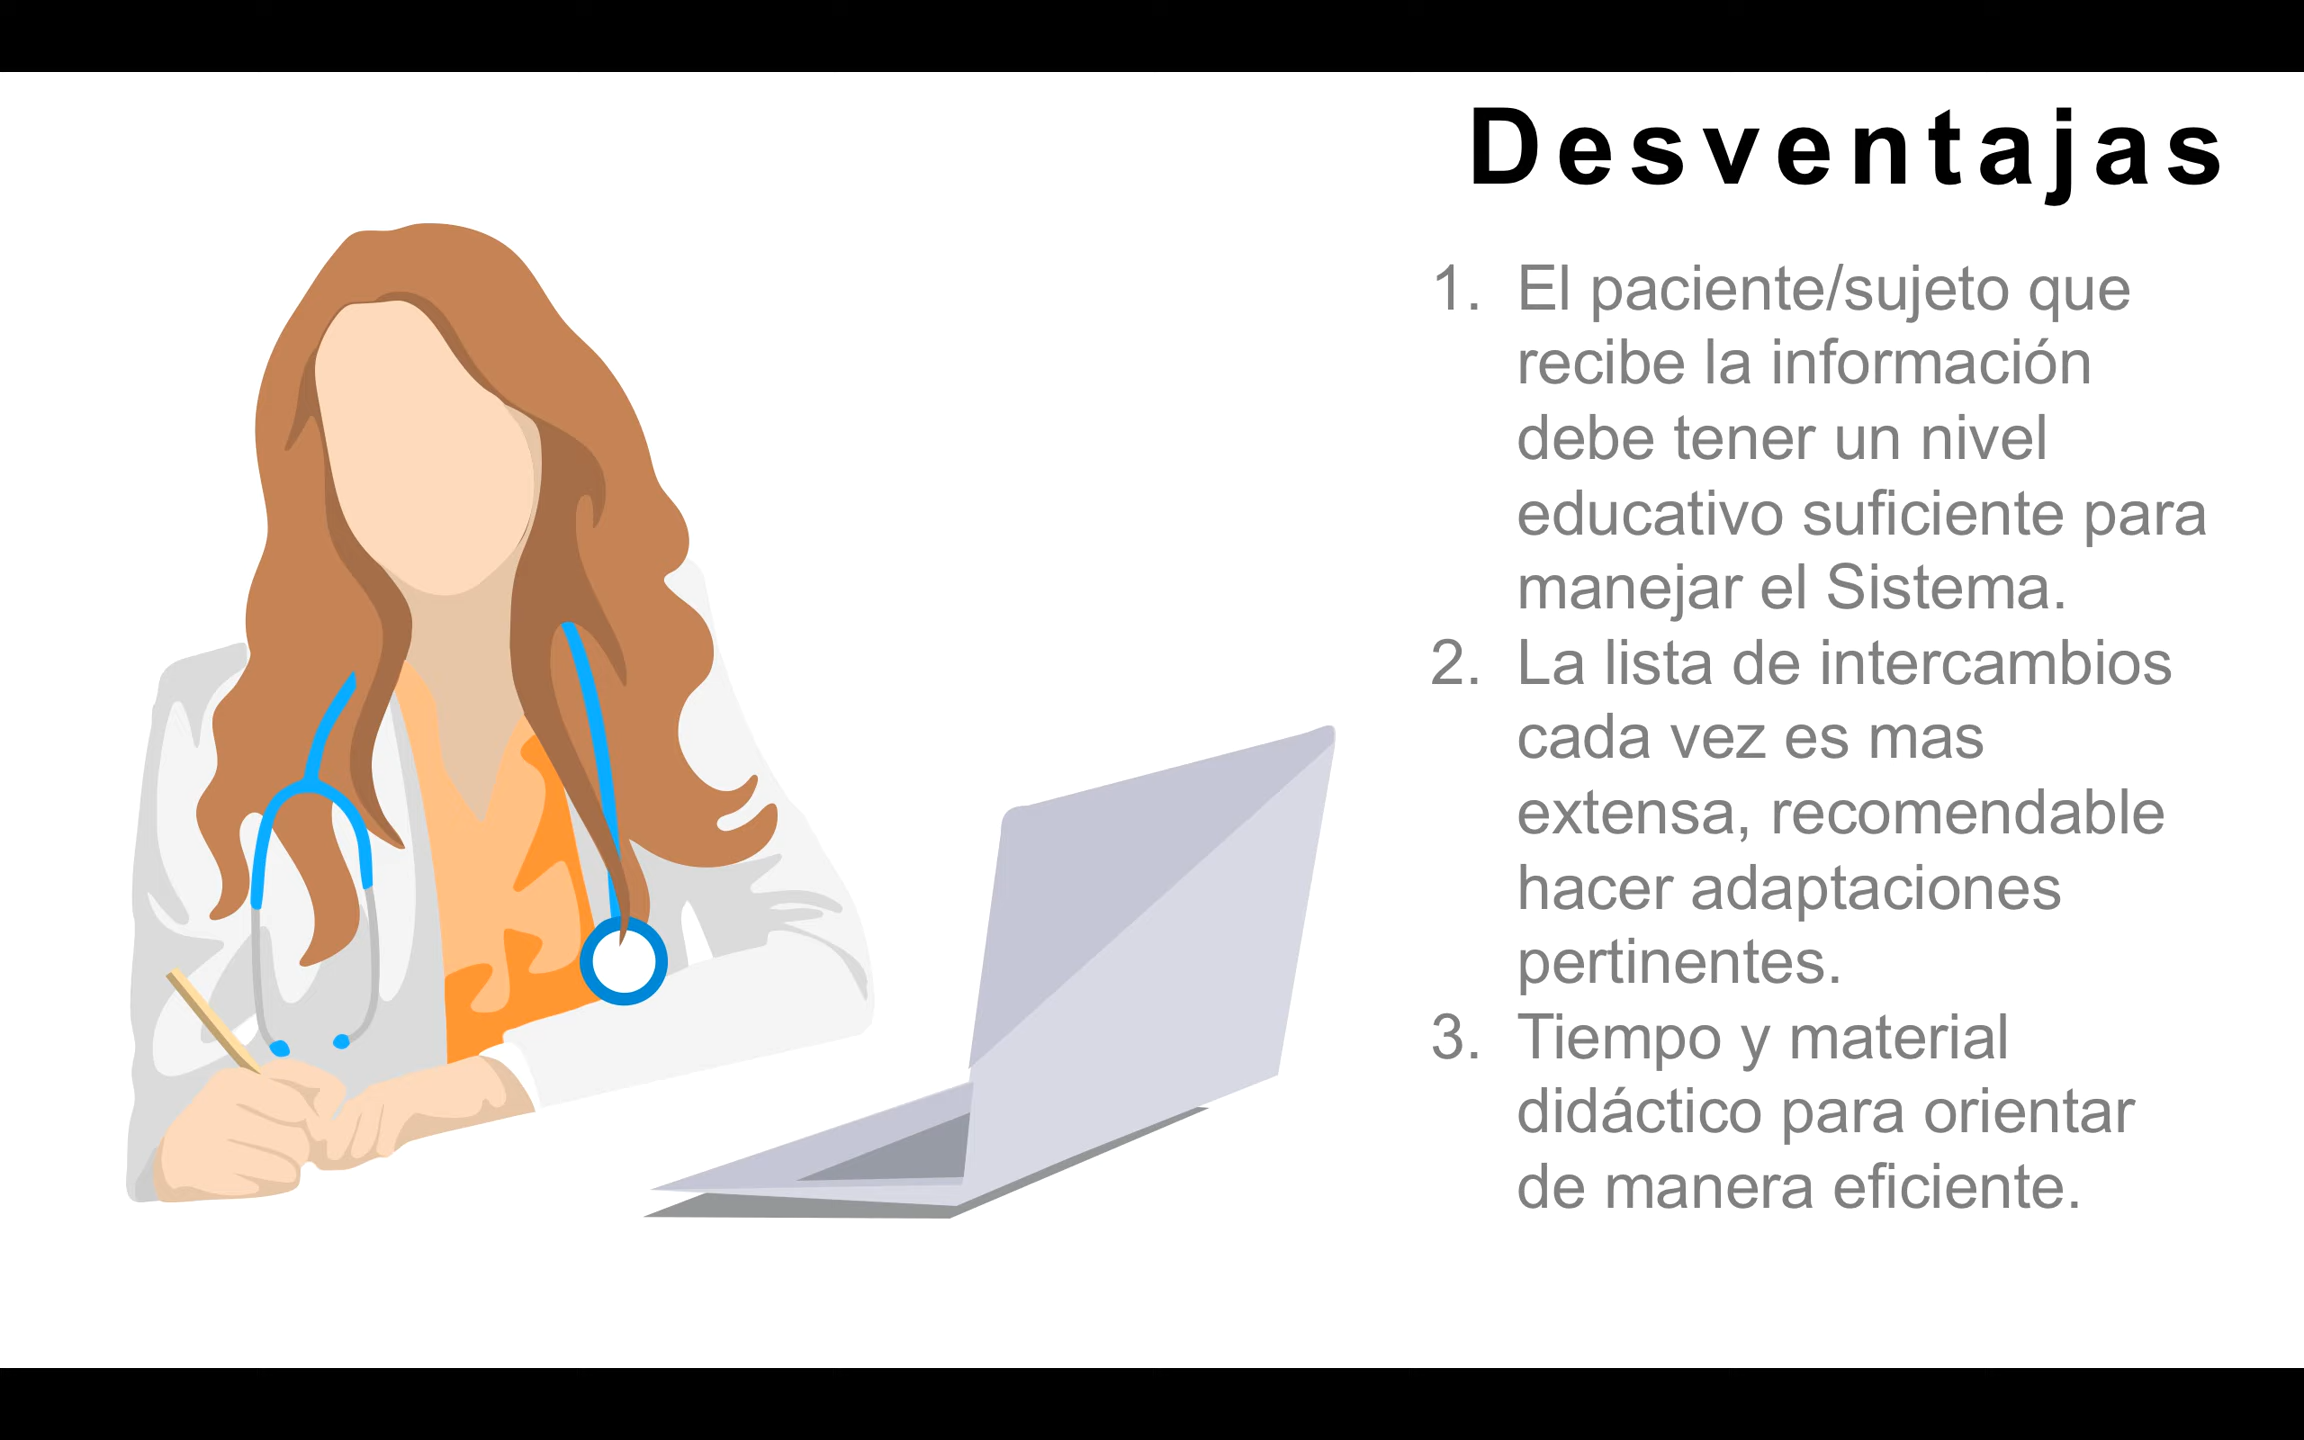 Desventajas
1. El paciente/sujeto que
recibe la información
debe tener un nivel
educativo suficiente para
manejar el Sistema.
2. La lista de intercambios
cada vez es mas
extensa, recomendable
hacer adaptaciones
pertinentes.
3. Tiempo y material
didáctico para orientar
de manera eficiente.